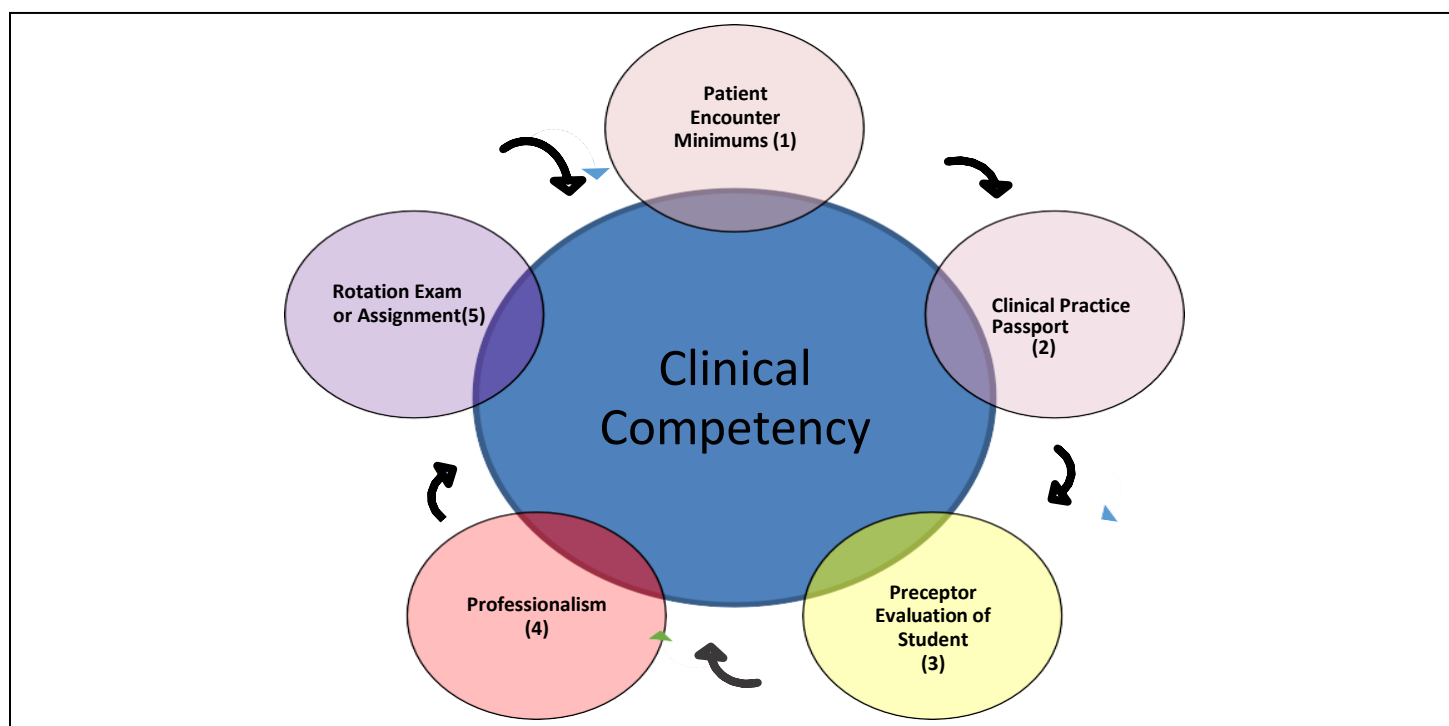 Patient
Encounter
Minimums (1)
Clinical Practice
Passport
(2)
Preceptor
Evaluation of
Student
(3)
Professionalism
(4)
Rotation Exam
or Assignment(5)
Clinical
Competency